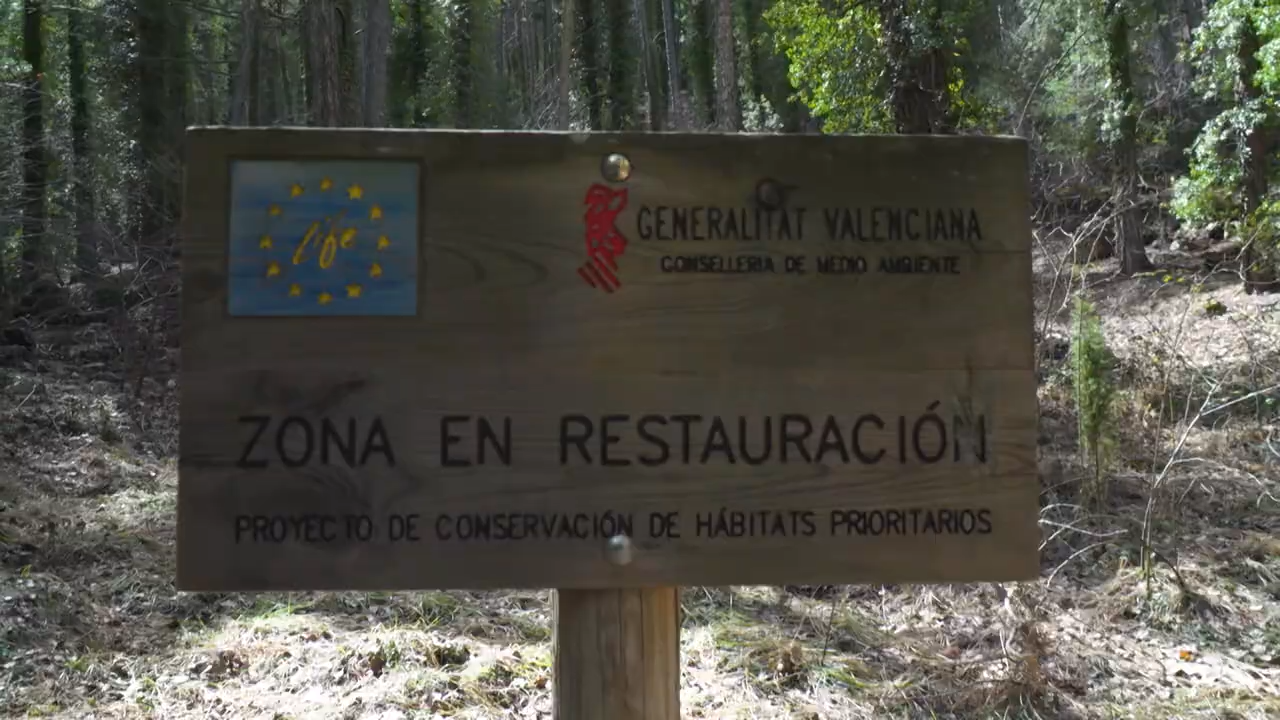 life
GENERALITAT VALENCIANA
CONSELLERIA DE MEDIO AMBIENTE
ZONA EN RESTAURACIÓN
PROYECTO DE CONSERVACIÓN DE HÁBITATS PRIORITARIOS